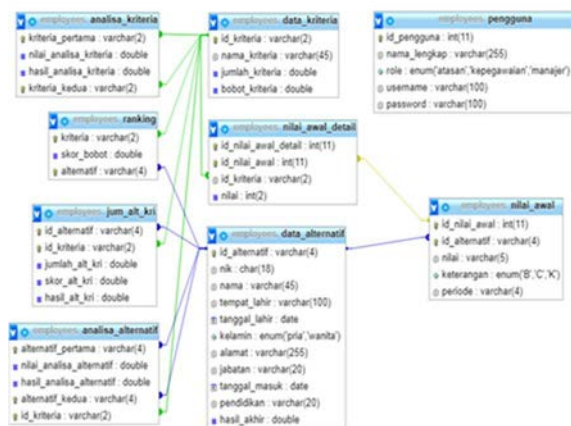 employees analisa_kriteria
kriteria_pertama : varchar(2)
nilai_analisa_kriteria : double
hasil_analisa_kriteria : double
kriteria_kedua : varchar(2)
employees data_kriteria
id_kriteria : varchar(2)
nama_kriteria : varchar(45)
jumlah_kriteria : double
bobot_kriteria : double
employees pengguna
id_pengguna : int(11)
nama_lengkap : varchar(255)
role : enum('atasan','kepegawaian','manajer')
username : varchar(100)
password : varchar(100)
employees ranking
kriteria : varchar(2)
skor_bobot : double
alternatif : varchar(4)
employees nilai_awal_detail
id_nilai_awal_detail : int(11)
id_nilai_awal : int(11)
id_kriteria : varchar(2)
nilai : int(2)
employees jum_alt_kri
id_alternatif : varchar(4)
id_kriteria : varchar(2)
jumlah_alt_kri : double
skor_alt_kri : double
hasil_alt_kri : double
employees data_alternatif
id_alternatif : varchar(4)
nik : char(18)
nama : varchar(45)
tempat_lahir : varchar(100)
tanggal_lahir : date
kelamin : enum('pria','wanita')
alamat : varchar(255)
jabatan : varchar(20)
tanggal_masuk : date
pendidikan : varchar(20)
hasil_akhir : double
employees nilai_awal
id_nilai_awal : int(11)
id_alternatif : varchar(4)
nilai : varchar(5)
keterangan : enum('B','C','K')
periode : varchar(4)
employees analisa_alternatif
alternatif_pertama : varchar(4)
nilai_analisa_alternatif : double
hasil_analisa_alternatif : double
alternatif_kedua : varchar(4)
id_kriteria : varchar(2)